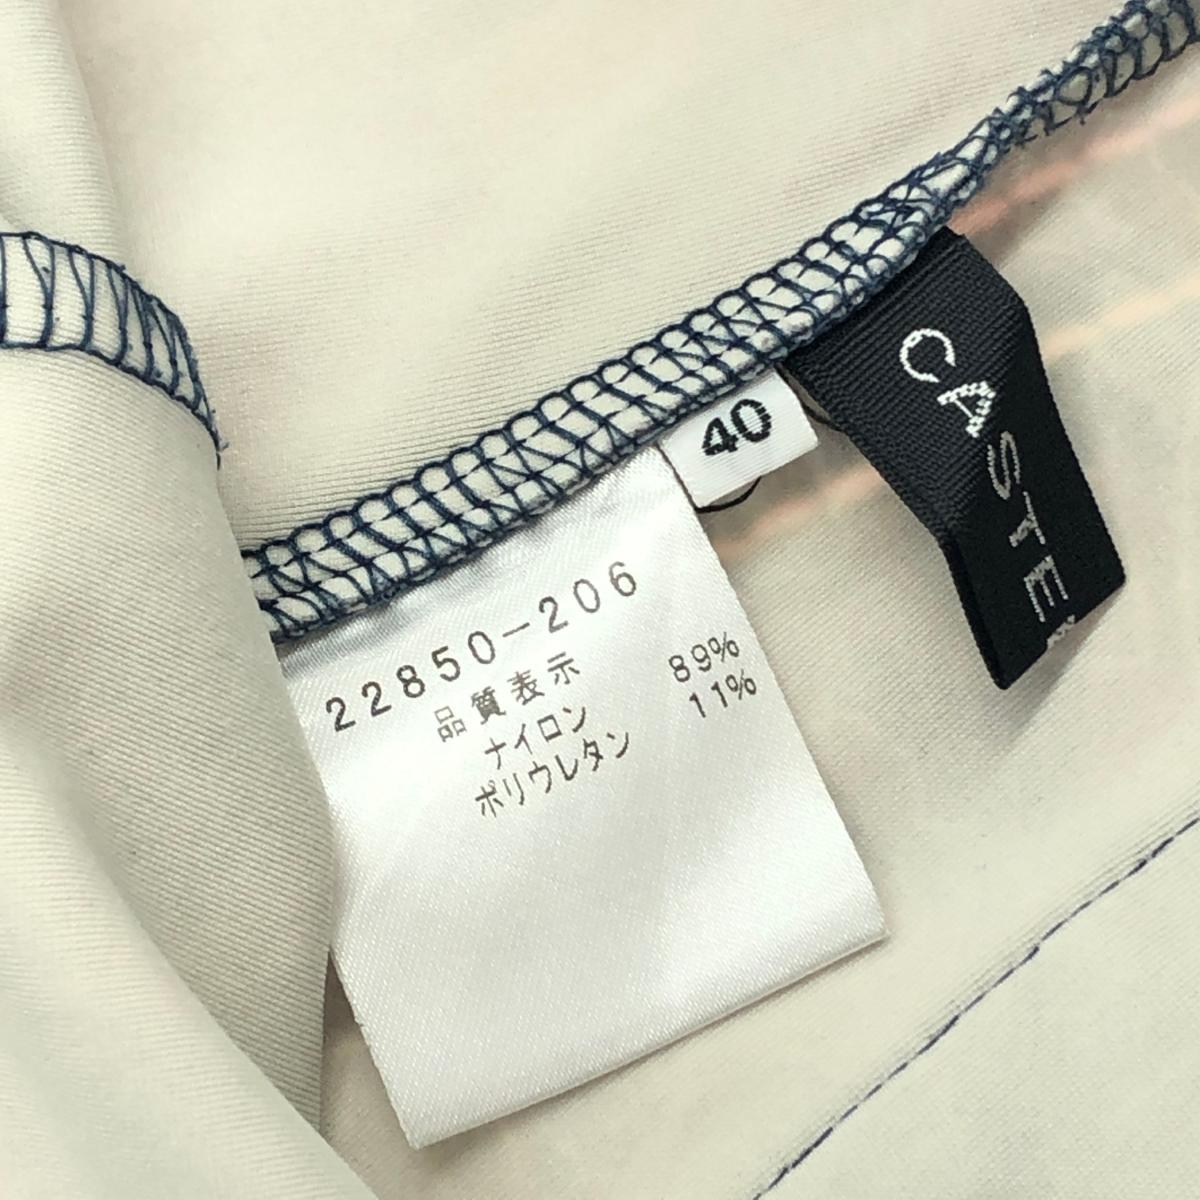 22850-206
品質表示
ナイロン 89%
ポリウレタン 11%
40